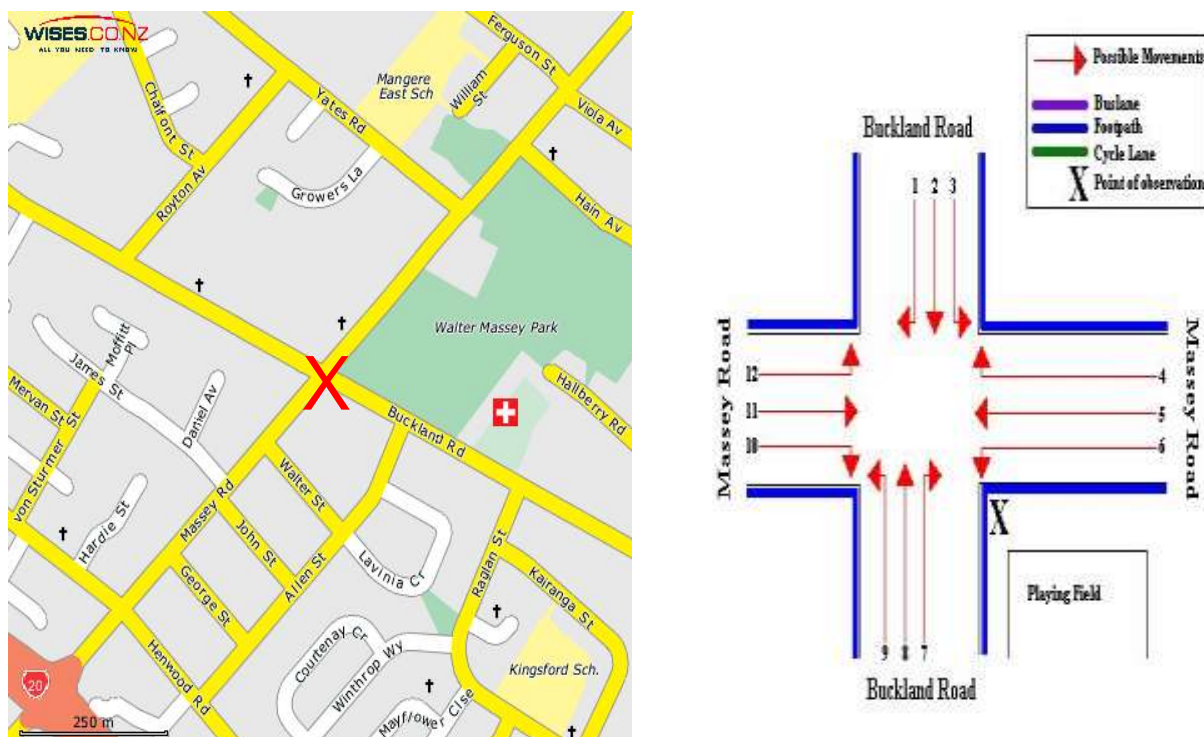 WISES.CO.NZ
ALL YOU NEED TO KNOW
Ferguson St
William St
Viola Av
Mangere
East Sch
Chalfont St
Yates Rd
Royton Av
Growers La
Hain Av
Walter Massey Park
Moffitt Pl
James St
Mervan St
Daniel Av
von Sturmer St
Hallberry Rd
X
Buckland Rd
Walter St
Massey Rd
John St
Hardie St
Allen St
Lavinia Cr
Raglan St
Kairanga St
George St
Henwood Rd
Courtenay Cr
Winthrop Wy
Kingsford Sch.
Mayflower Clse
20
250 m
Possible Movements
Buslane
Footpath
Cycle Lane
X Point of observation
Buckland Road
1 2 3
Massey Road
12
11
10
4
5
6
Massey Road
X
Playing Field
9 8 7
Buckland Road